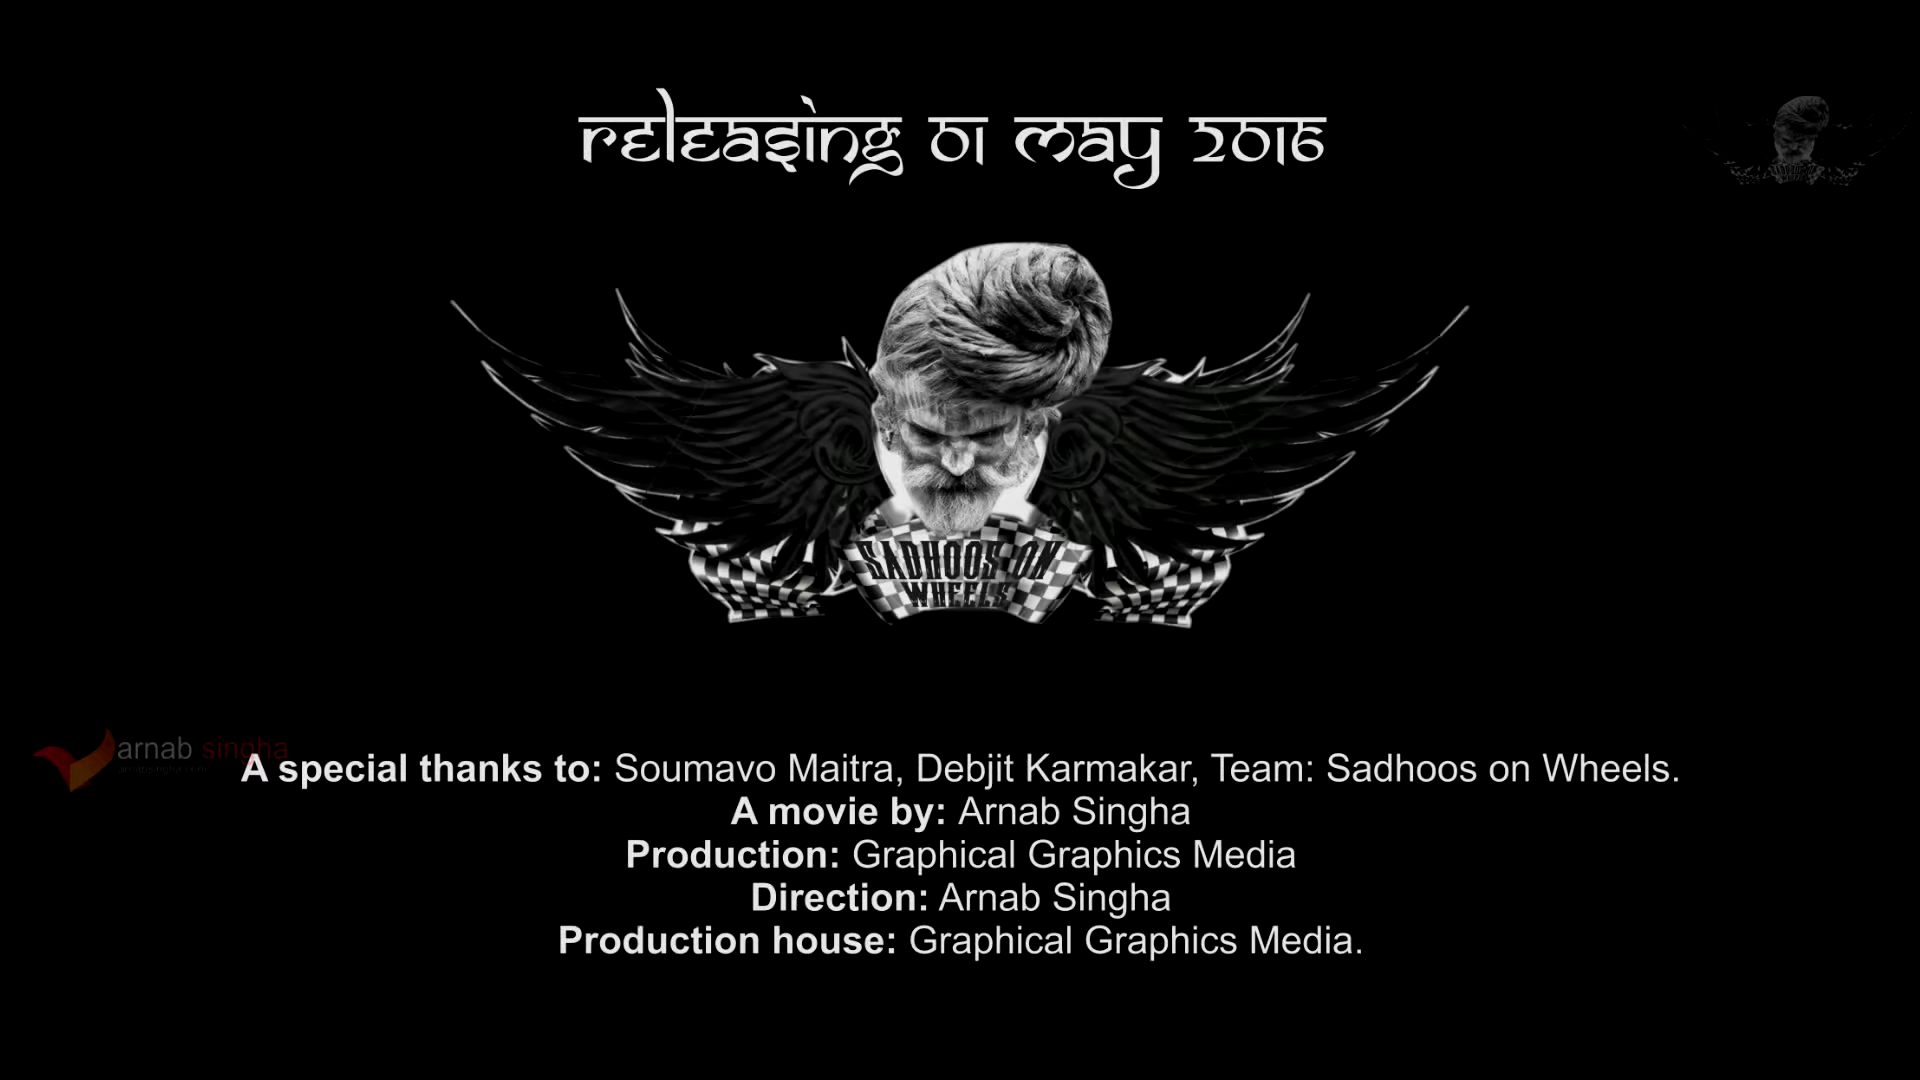 Releasing 01 May 2016
SADHOOS ON
WHEELS
arnab singha
A special thanks to: Soumavo Maitra, Debjit Karmakar, Team: Sadhoos on Wheels.
A movie by: Arnab Singha
Production: Graphical Graphics Media
Direction: Arnab Singha
Production house: Graphical Graphics Media.